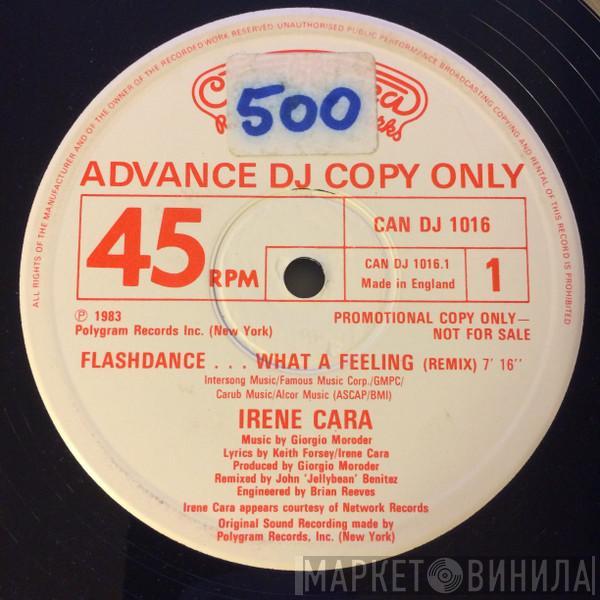 ALL RIGHTS OF THE MANUFACTURER AND OF THE OWNER OF THE RECORDED WORK RESERVED UNAUTHORISED PUBLIC PERFORMANCE BROADCASTING COPYING AND RENTAL OF THIS RECORD IS PROHIBITED
500
ADVANCE DJ COPY ONLY
45 RPM
CAN DJ 1016
CAN DJ 1016.1
Made in England
1
℗ 1983
Polygram Records Inc. (New York)
PROMOTIONAL COPY ONLY—
NOT FOR SALE
FLASHDANCE . . . WHAT A FEELING (REMIX) 7' 16"
Intersong Music/Famous Music Corp./GMPC/
Carub Music/Alcor Music (ASCAP/BMI)
IRENE CARA
Music by Giorgio Moroder
Lyrics by Keith Forsey/Irene Cara
Produced by Giorgio Moroder
Remixed by John 'Jellybean' Benitez
Engineered by Brian Reeves
Irene Cara appears courtesy of Network Records
Original Sound Recording made by
Polygram Records, Inc. (New York)
МАРКЕТ ВИНИЛА